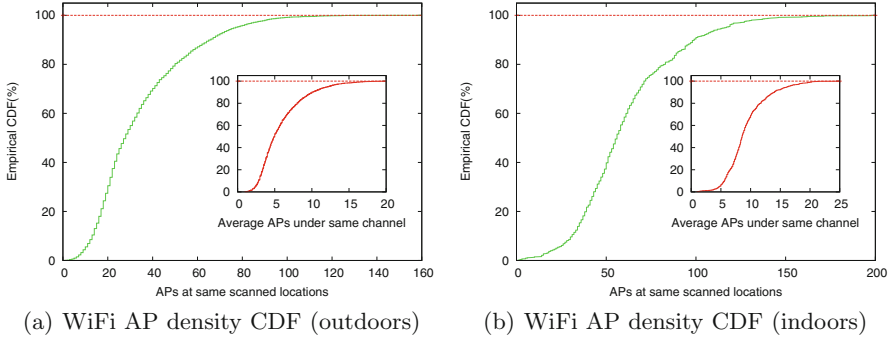 100
80
60
40
20
0
Empirical CDF(%)
0 20 40 60 80 100 120 140 160
APs at same scanned locations
100
80
60
40
20
0
0 5 10 15 20
Average APs under same channel
(a) WiFi AP density CDF (outdoors)
100
80
60
40
20
0
Empirical CDF(%)
0 50 100 150 200
APs at same scanned locations
100
80
60
40
20
0
0 5 10 15 20 25
Average APs under same channel
(b) WiFi AP density CDF (indoors)